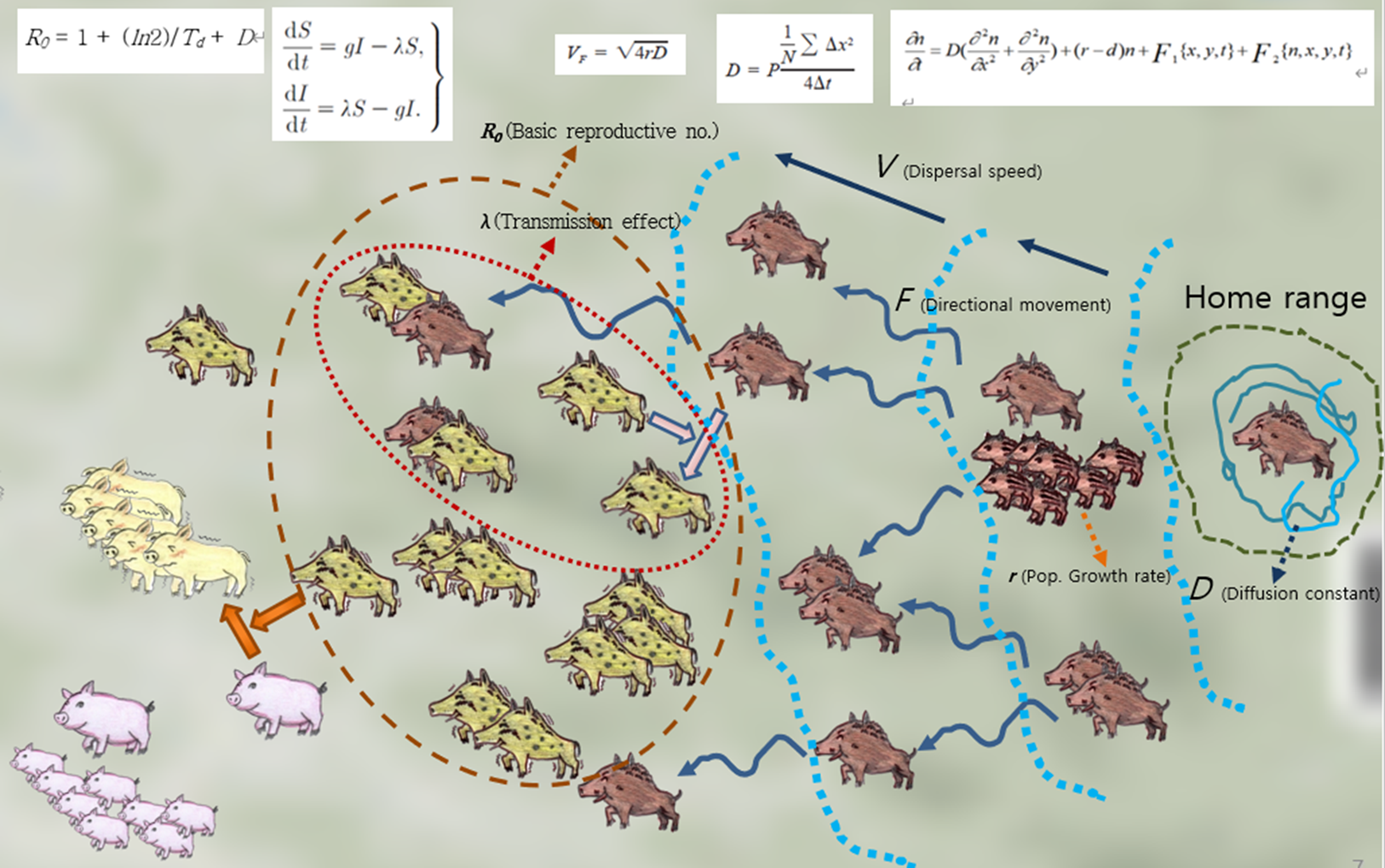 R₀ = 1 + (ln2)/T_d + D↵
dS/dt = gI − λS,
dI/dt = λS − gI.
V_F = √4rD
D = P (1/N ∑ Δx²)/4Δt
∂n/∂t = D(∂²n/∂x² + ∂²n/∂y²) + (r − d)n + F₁{x, y, t} + F₂{n, x, y, t}
↵
↵
R₀ (Basic reproductive no.)
V (Dispersal speed)
λ (Transmission effect)
F (Directional movement)
Home range
r (Pop. Growth rate)
D (Diffusion constant)
7